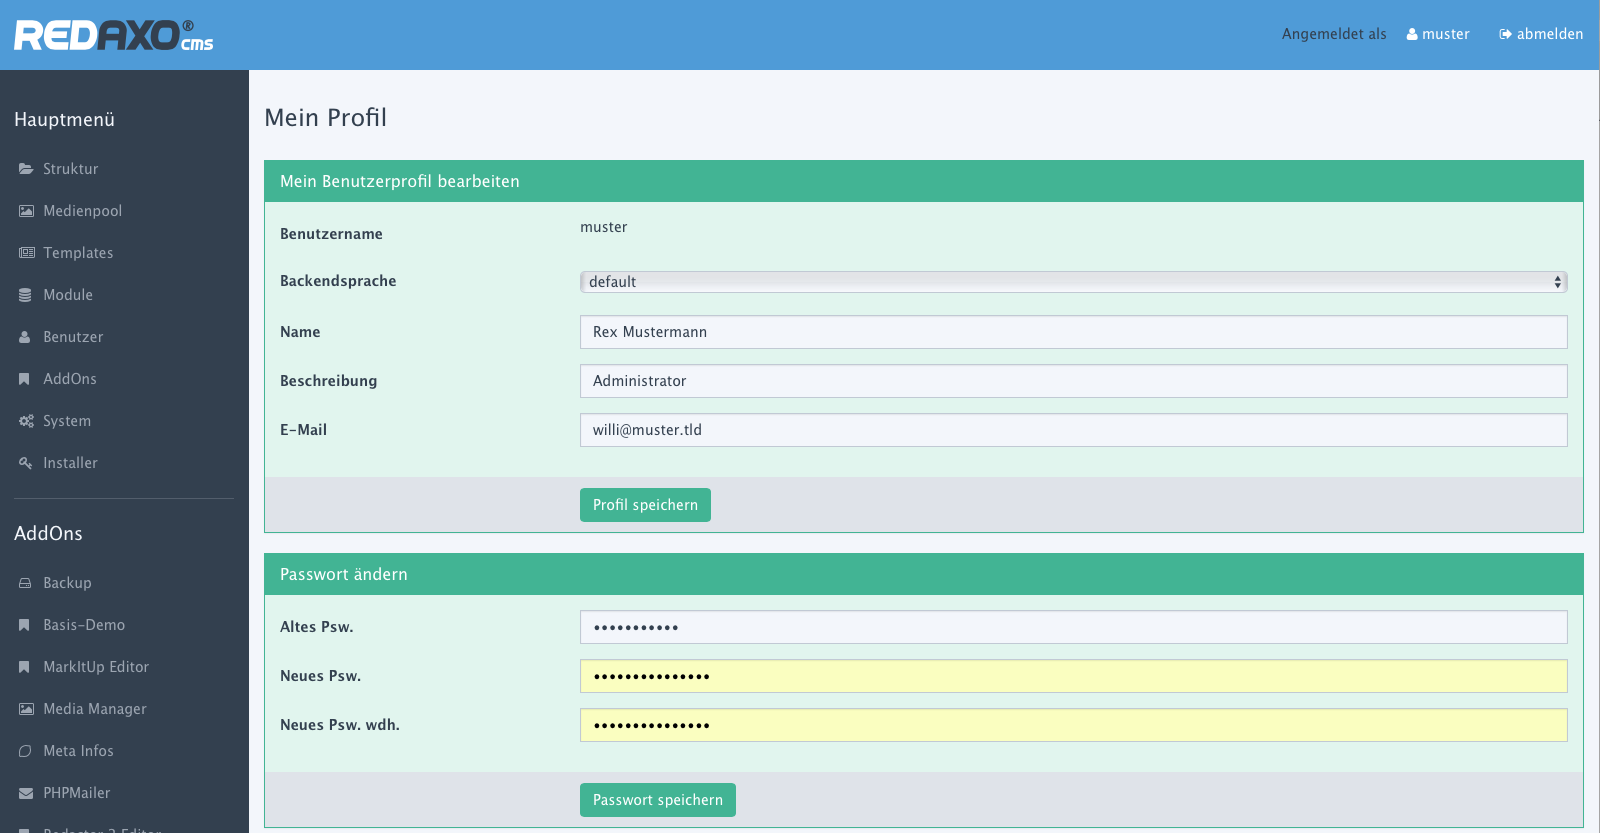 REDAXO® cms
Angemeldet als muster abmelden
Hauptmenü
Struktur
Medienpool
Templates
Module
Benutzer
AddOns
System
Installer
AddOns
Backup
Basis-Demo
MarkItUp Editor
Media Manager
Meta Infos
PHPMailer
Redactor 2 Editor
Mein Profil
Mein Benutzerprofil bearbeiten
Benutzername muster
Backendsprache default
Name Rex Mustermann
Beschreibung Administrator
E-Mail willi@muster.tld
Profil speichern
Passwort ändern
Altes Psw. •••••••••••
Neues Psw. •••••••••••••••
Neues Psw. wdh. •••••••••••••••
Passwort speichern